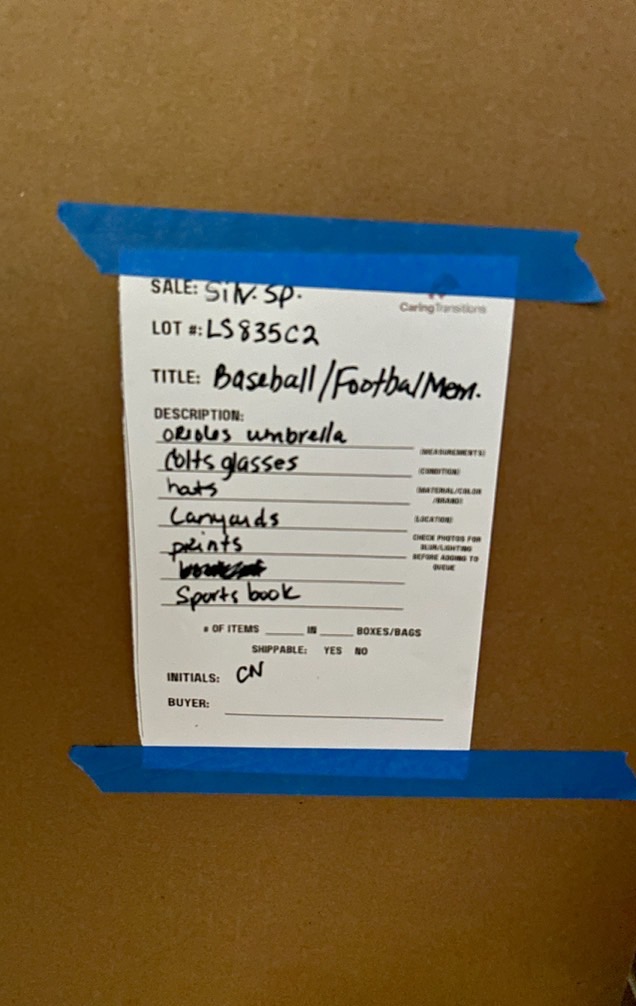 SALE: Silv. Sp.
CaringTransitions
LOT #: LS835C2
TITLE: Baseball/Footbal Mem.
DESCRIPTION:
ORIOLES umbrella
(MEASUREMENTS)
Colts glasses
(CONDITION)
hats
(MATERIAL/COLOR
/BRAND)
Lanyards
(LOCATION)
prints
CHECK PHOTOS FOR
BLUR/LIGHTING
BEFORE ADDING TO
QUEUE
Sports book
# OF ITEMS IN BOXES/BAGS
SHIPPABLE: YES NO
INITIALS: CN
BUYER: